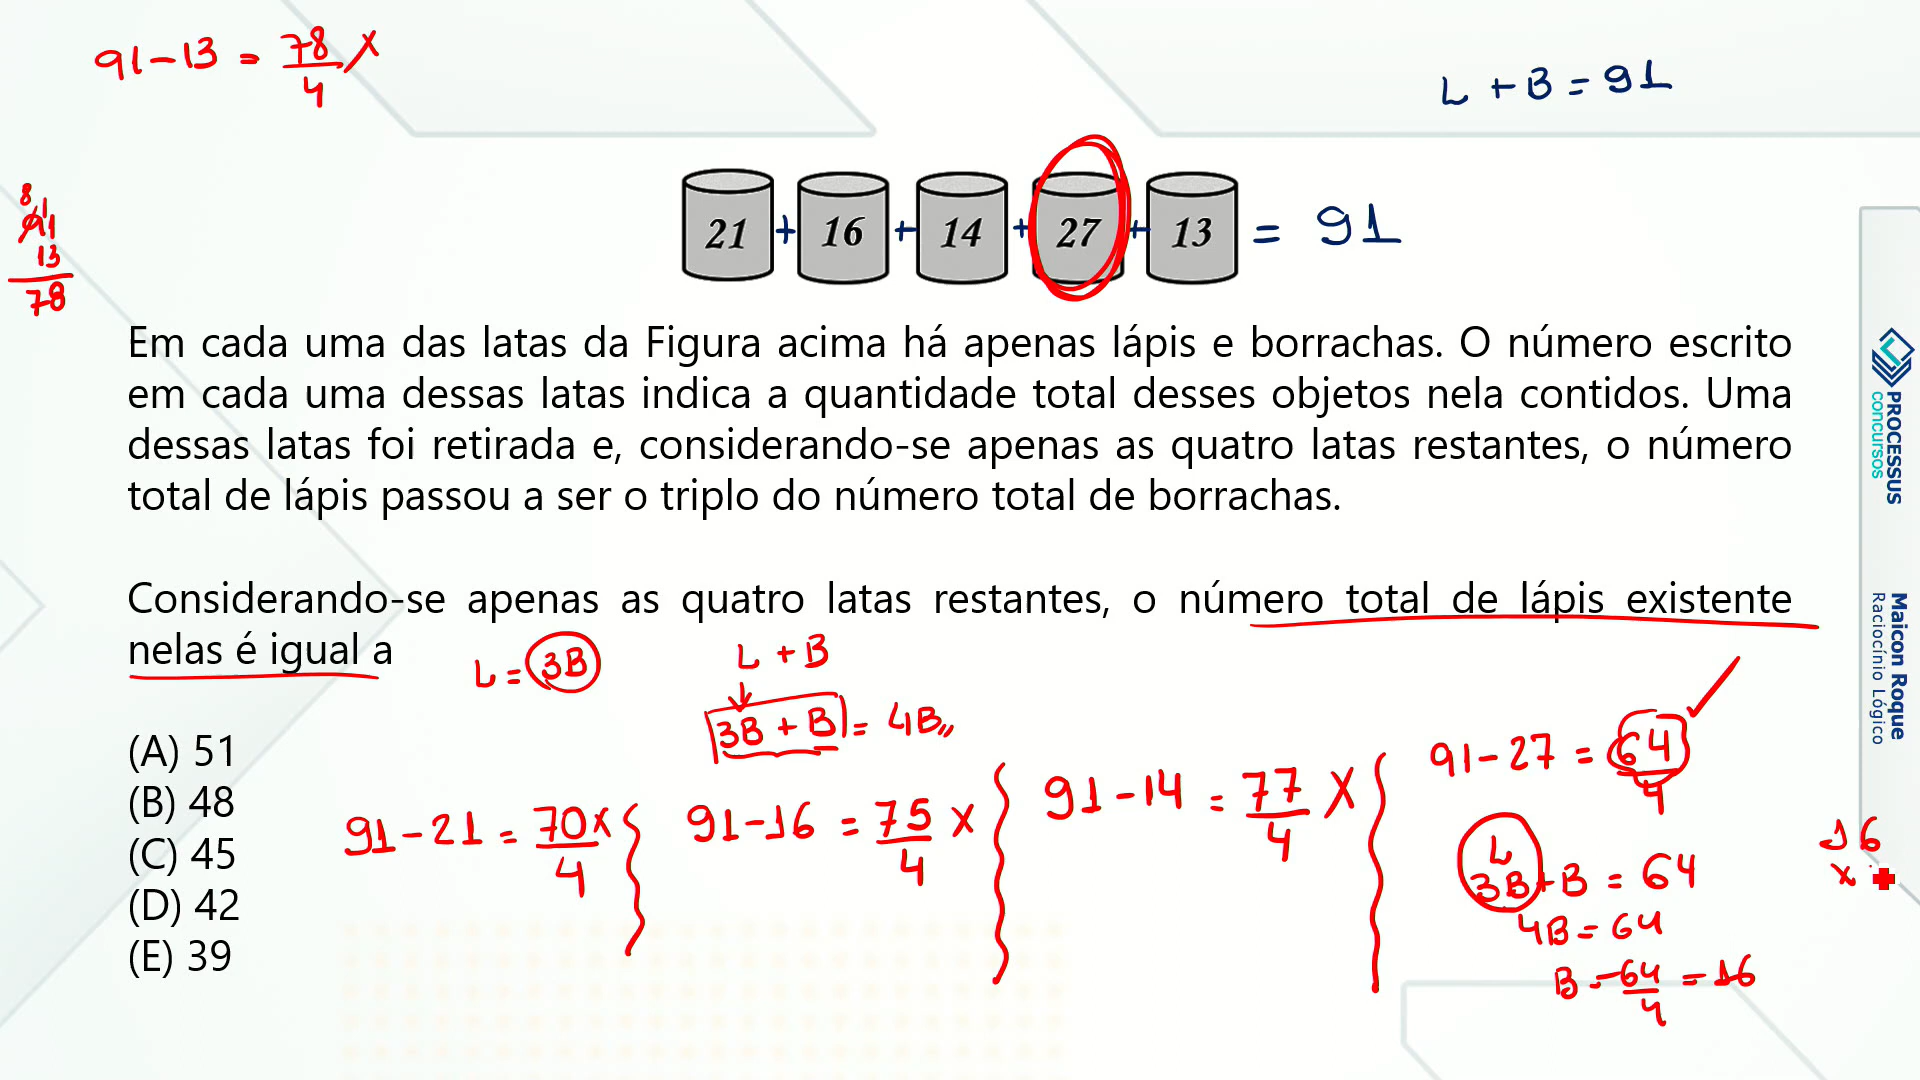 91-13 = 78/4 X
L + B = 91
8 1
91
13
78
21 + 16 + 14 + 27 + 13 = 91
Em cada uma das latas da Figura acima há apenas lápis e borrachas. O número escrito
em cada uma dessas latas indica a quantidade total desses objetos nela contidos. Uma
dessas latas foi retirada e, considerando-se apenas as quatro latas restantes, o número
total de lápis passou a ser o triplo do número total de borrachas.
Considerando-se apenas as quatro latas restantes, o número total de lápis existente
nelas é igual a
L = 3B
L + B
3B + B = 4B,,
(A) 51
(B) 48
(C) 45
(D) 42
(E) 39
91-21 = 70/4 x
91-16 = 75/4 x
91-14 = 77/4 X
91-27 = 64/4
L
3B+B = 64
4B = 64
B = 64/4 = 16
16
x
PROCESSUS
concursos
Maicon Roque
Raciocínio Lógico